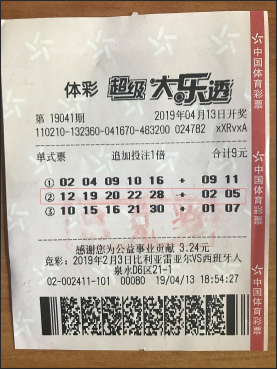 体彩 超级大乐透
第 19041期 2019年04月13日开奖
110210-132360-041670-483200 024782 xXRvxA
单式票 追加投注1倍 合计9元
① 02 04 09 10 16 + 09 11
② 12 19 20 22 28 + 02 05
③ 10 15 16 21 30 + 01 07
感谢您为公益事业贡献 3.24元
竞彩:2019年2月3日比利亚雷亚尔VS西班牙人
泉水D6区21-1
02-002411-101 00080 19/04/13 18:54:27
中国体育彩票
中国体育彩票
中国体育彩票